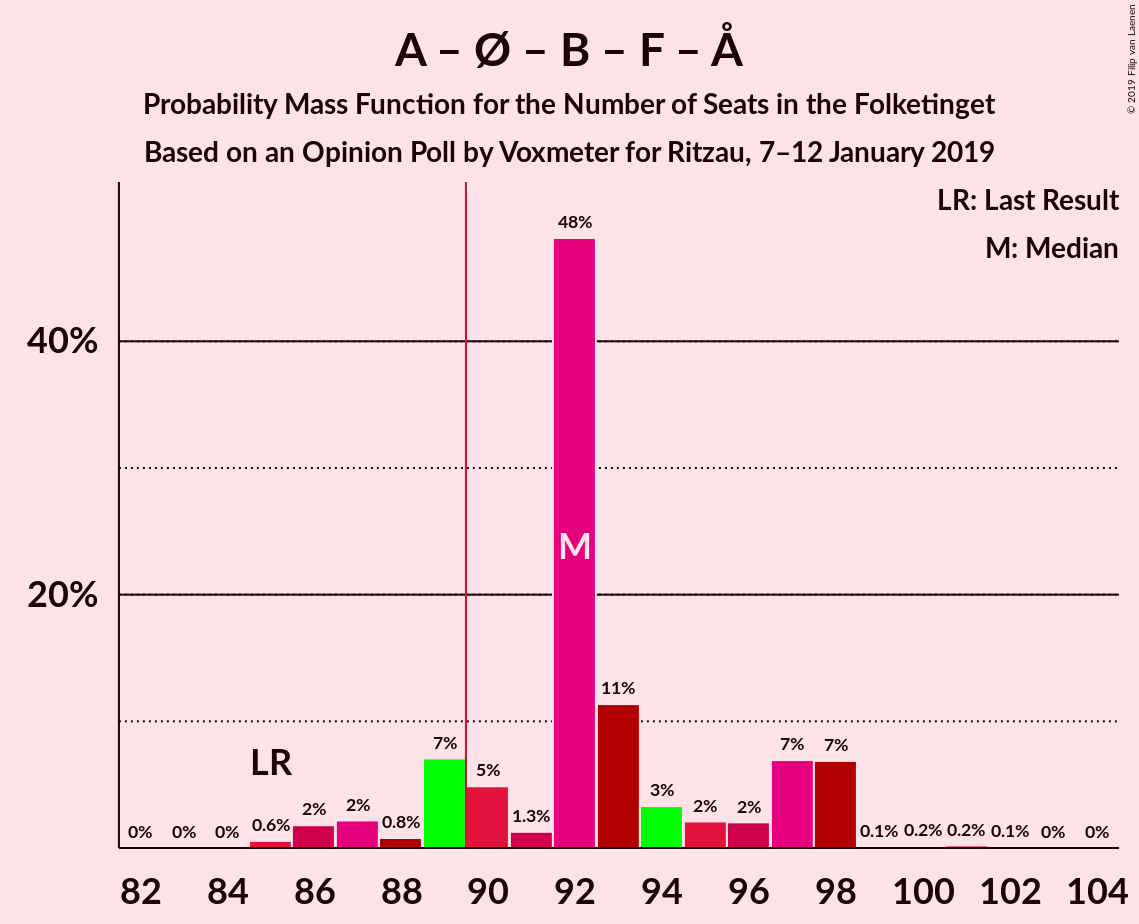 A – Ø – B – F – Å
Probability Mass Function for the Number of Seats in the Folketinget
Based on an Opinion Poll by Voxmeter for Ritzau, 7–12 January 2019
© 2019 Filip van Laenen
LR: Last Result
M: Median
48%
40%
M
20%
11%
7% 7% 7%
LR
5%
3%
0% 0% 0% 0.6% 2% 2% 0.8% 1.3% 2% 2% 0.1% 0.2% 0.2% 0.1% 0% 0%
82 84 86 88 90 92 94 96 98 100 102 104